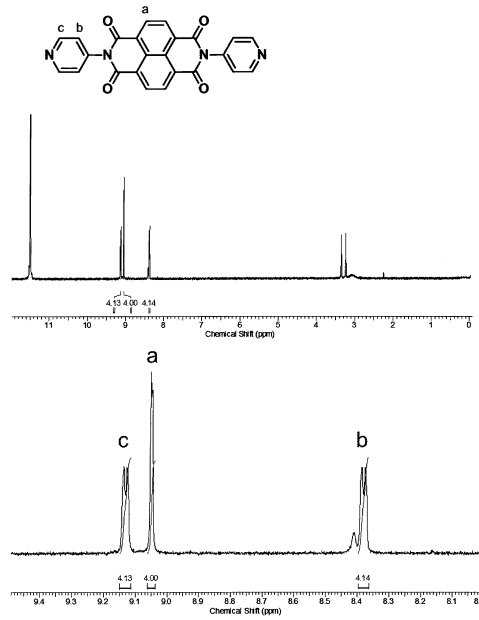 a
c b
O O
N N N N
O O
4.13 4.00 4.14
11 10 9 8 7 6 5 4 3 2 1 0
Chemical Shift (ppm)
a
c b
4.13 4.00 4.14
9.4 9.3 9.2 9.1 9.0 8.9 8.8 8.7 8.6 8.5 8.4 8.3 8.2 8.1 8.0
Chemical Shift (ppm)